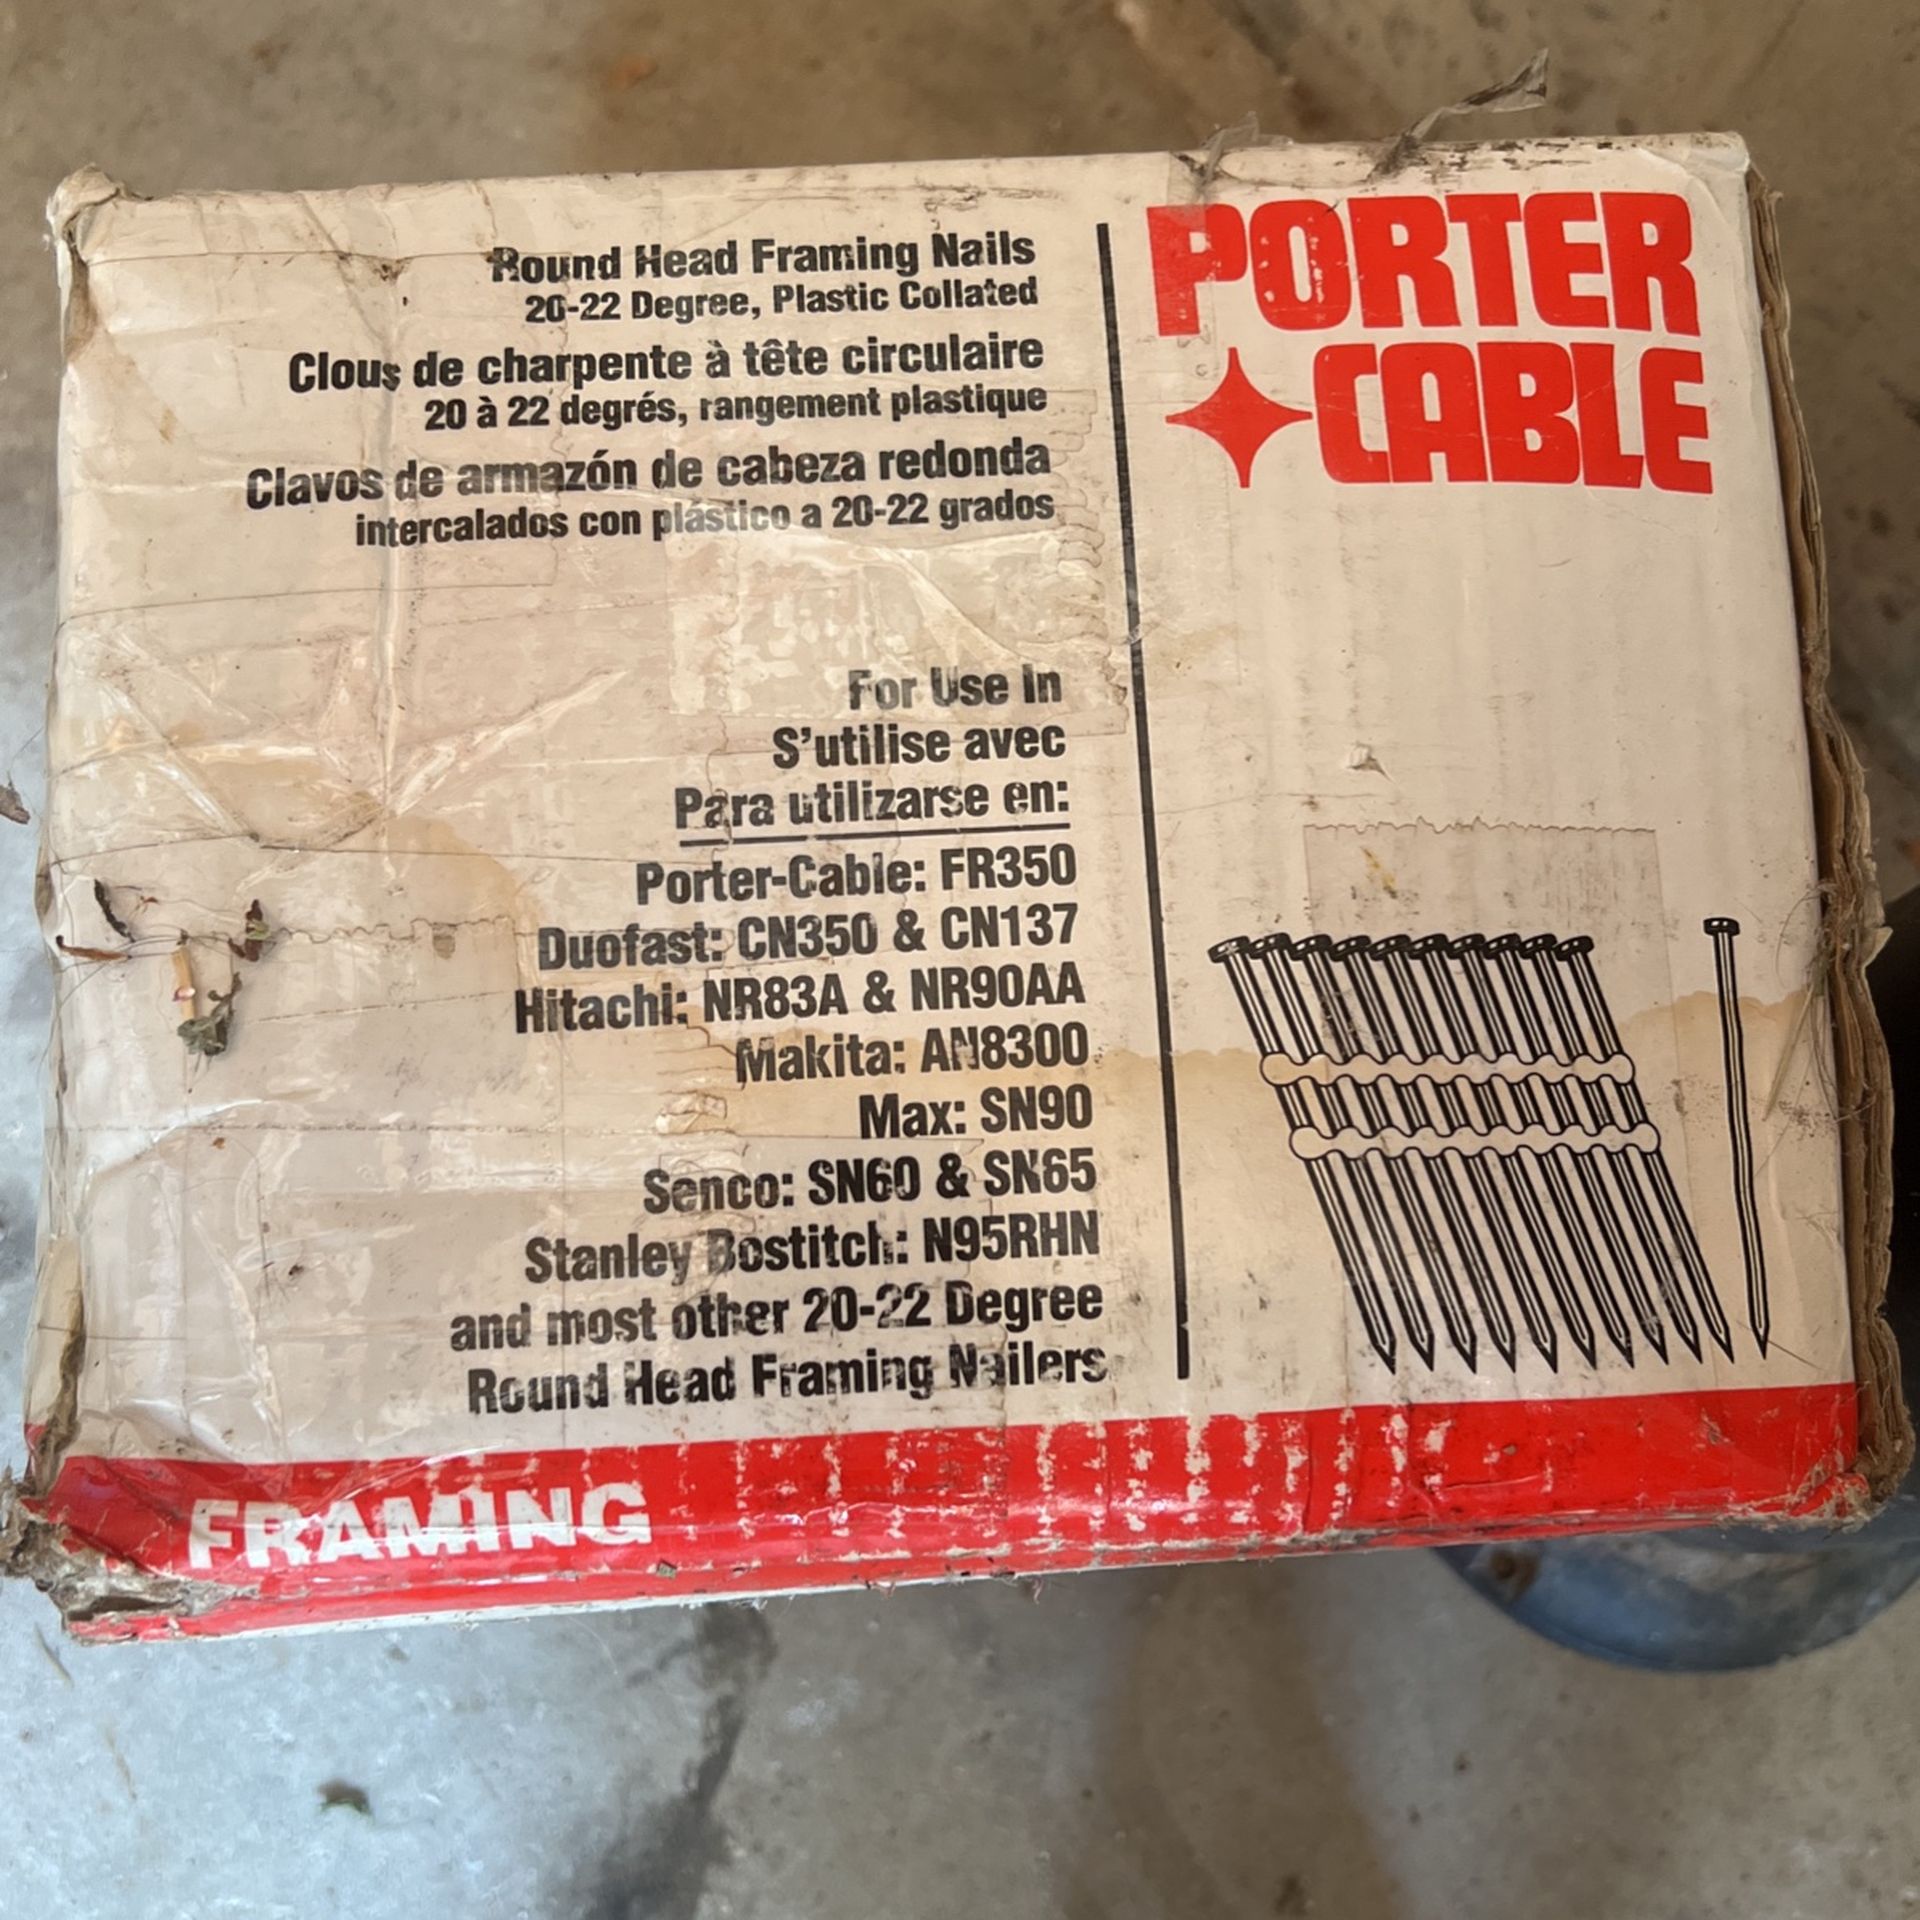 Round Head Framing Nails
20-22 Degree, Plastic Collated
Clous de charpente à tête circulaire
20 à 22 degrés, rangement plastique
Clavos de armazón de cabeza redonda
intercalados con plástico a 20-22 grados
PORTER
CABLE
For Use In
S'utilise avec
Para utilizarse en:
Porter-Cable: FR350
Duofast: CN350 & CN137
Hitachi: NR83A & NR90AA
Makita: AN8300
Max: SN90
Senco: SN60 & SN65
Stanley Bostitch: N95RHN
and most other 20-22 Degree
Round Head Framing Nailers
FRAMING